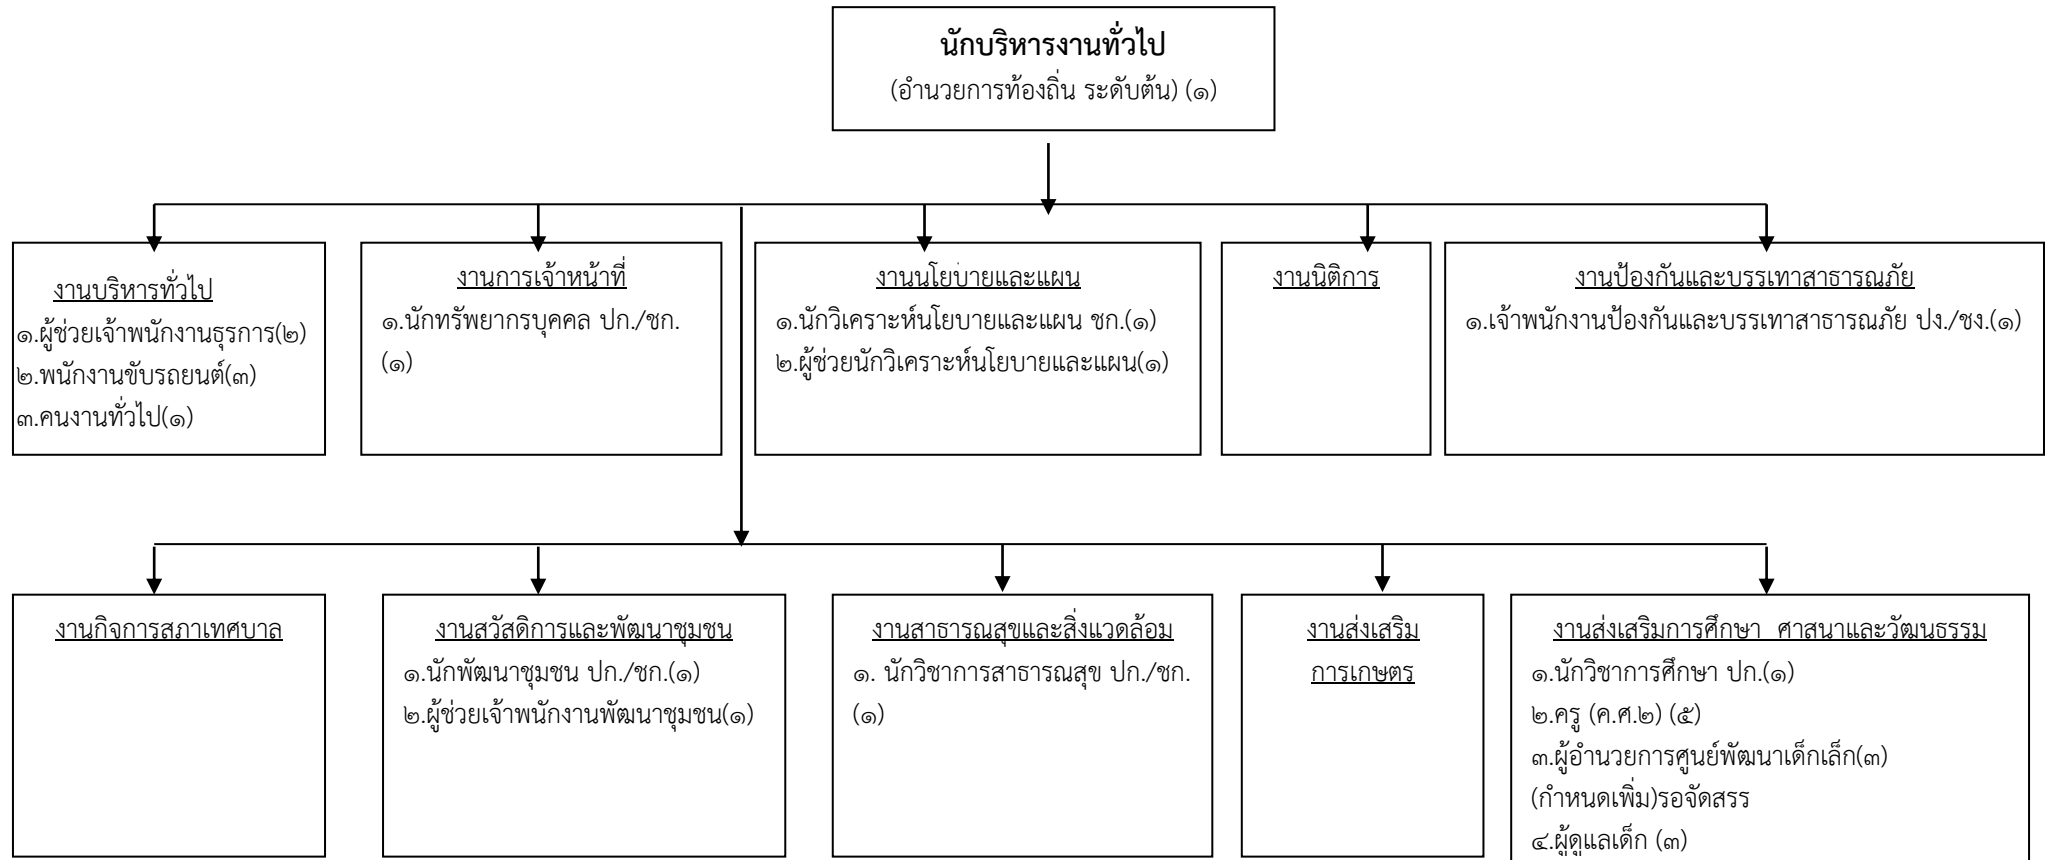 นักบริหารงานทั่วไป
(อำนวยการท้องถิ่น ระดับต้น) (๑)
งานบริหารทั่วไป
๑.ผู้ช่วยเจ้าพนักงานธุรการ(๒)
๒.พนักงานขับรถยนต์(๓)
๓.คนงานทั่วไป(๑)
งานการเจ้าหน้าที่
๑.นักทรัพยากรบุคคล ปก./ชก.
(๑)
งานนโยบ่ายและแผน
๑.นักวิเคราะห์นโยบายและแผน ชก.(๑)
๒.ผู้ช่วยนักวิเคราะห์นโยบายและแผน(๑)
งานนิติการ
งานป้องกันและบรรเทาสาธารณภัย
๑.เจ้าพนักงานป้องกันและบรรเทาสาธารณภัย ปง./ชง.(๑)
งานกิจการสภาเทศบาล
งานสวัสดิการและพัฒนาชุมชน
๑.นักพัฒนาชุมชน ปก./ชก.(๑)
๒.ผู้ช่วยเจ้าพนักงานพัฒนาชุมชน(๑)
งานสาธารณสุขและสิ่งแวดล้อม
๑. นักวิชาการสาธารณสุข ปก./ชก.
(๑)
งานส่งเสริม
การเกษตร
งานส่งเสริมการศึกษา ศาสนาและวัฒนธรรม
๑.นักวิชาการศึกษา ปก.(๑)
๒.ครู (ค.ศ.๒) (๕)
๓.ผู้อำนวยการศูนย์พัฒนาเด็กเล็ก(๓)
(กำหนดเพิ่ม)รอจัดสรร
๔.ผู้ดูแลเด็ก (๓)